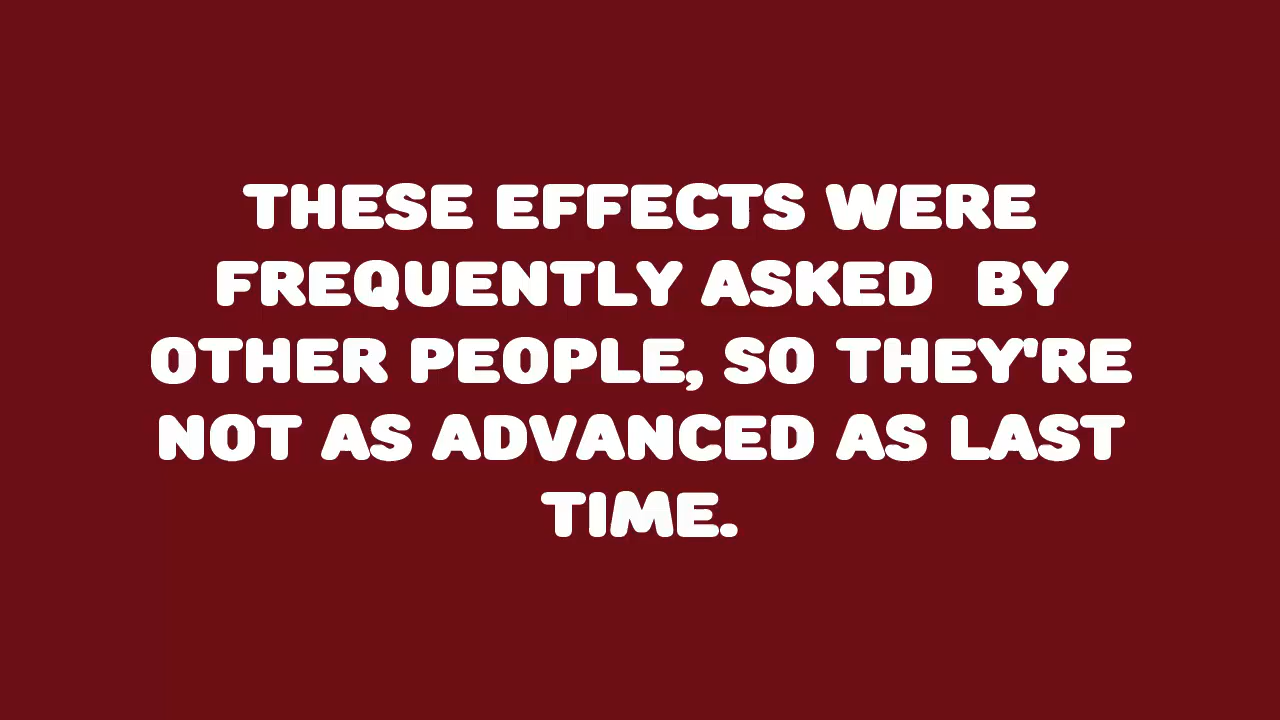 THESE EFFECTS WERE
FREQUENTLY ASKED  BY
OTHER PEOPLE, SO THEY'RE
NOT AS ADVANCED AS LAST
TIME.